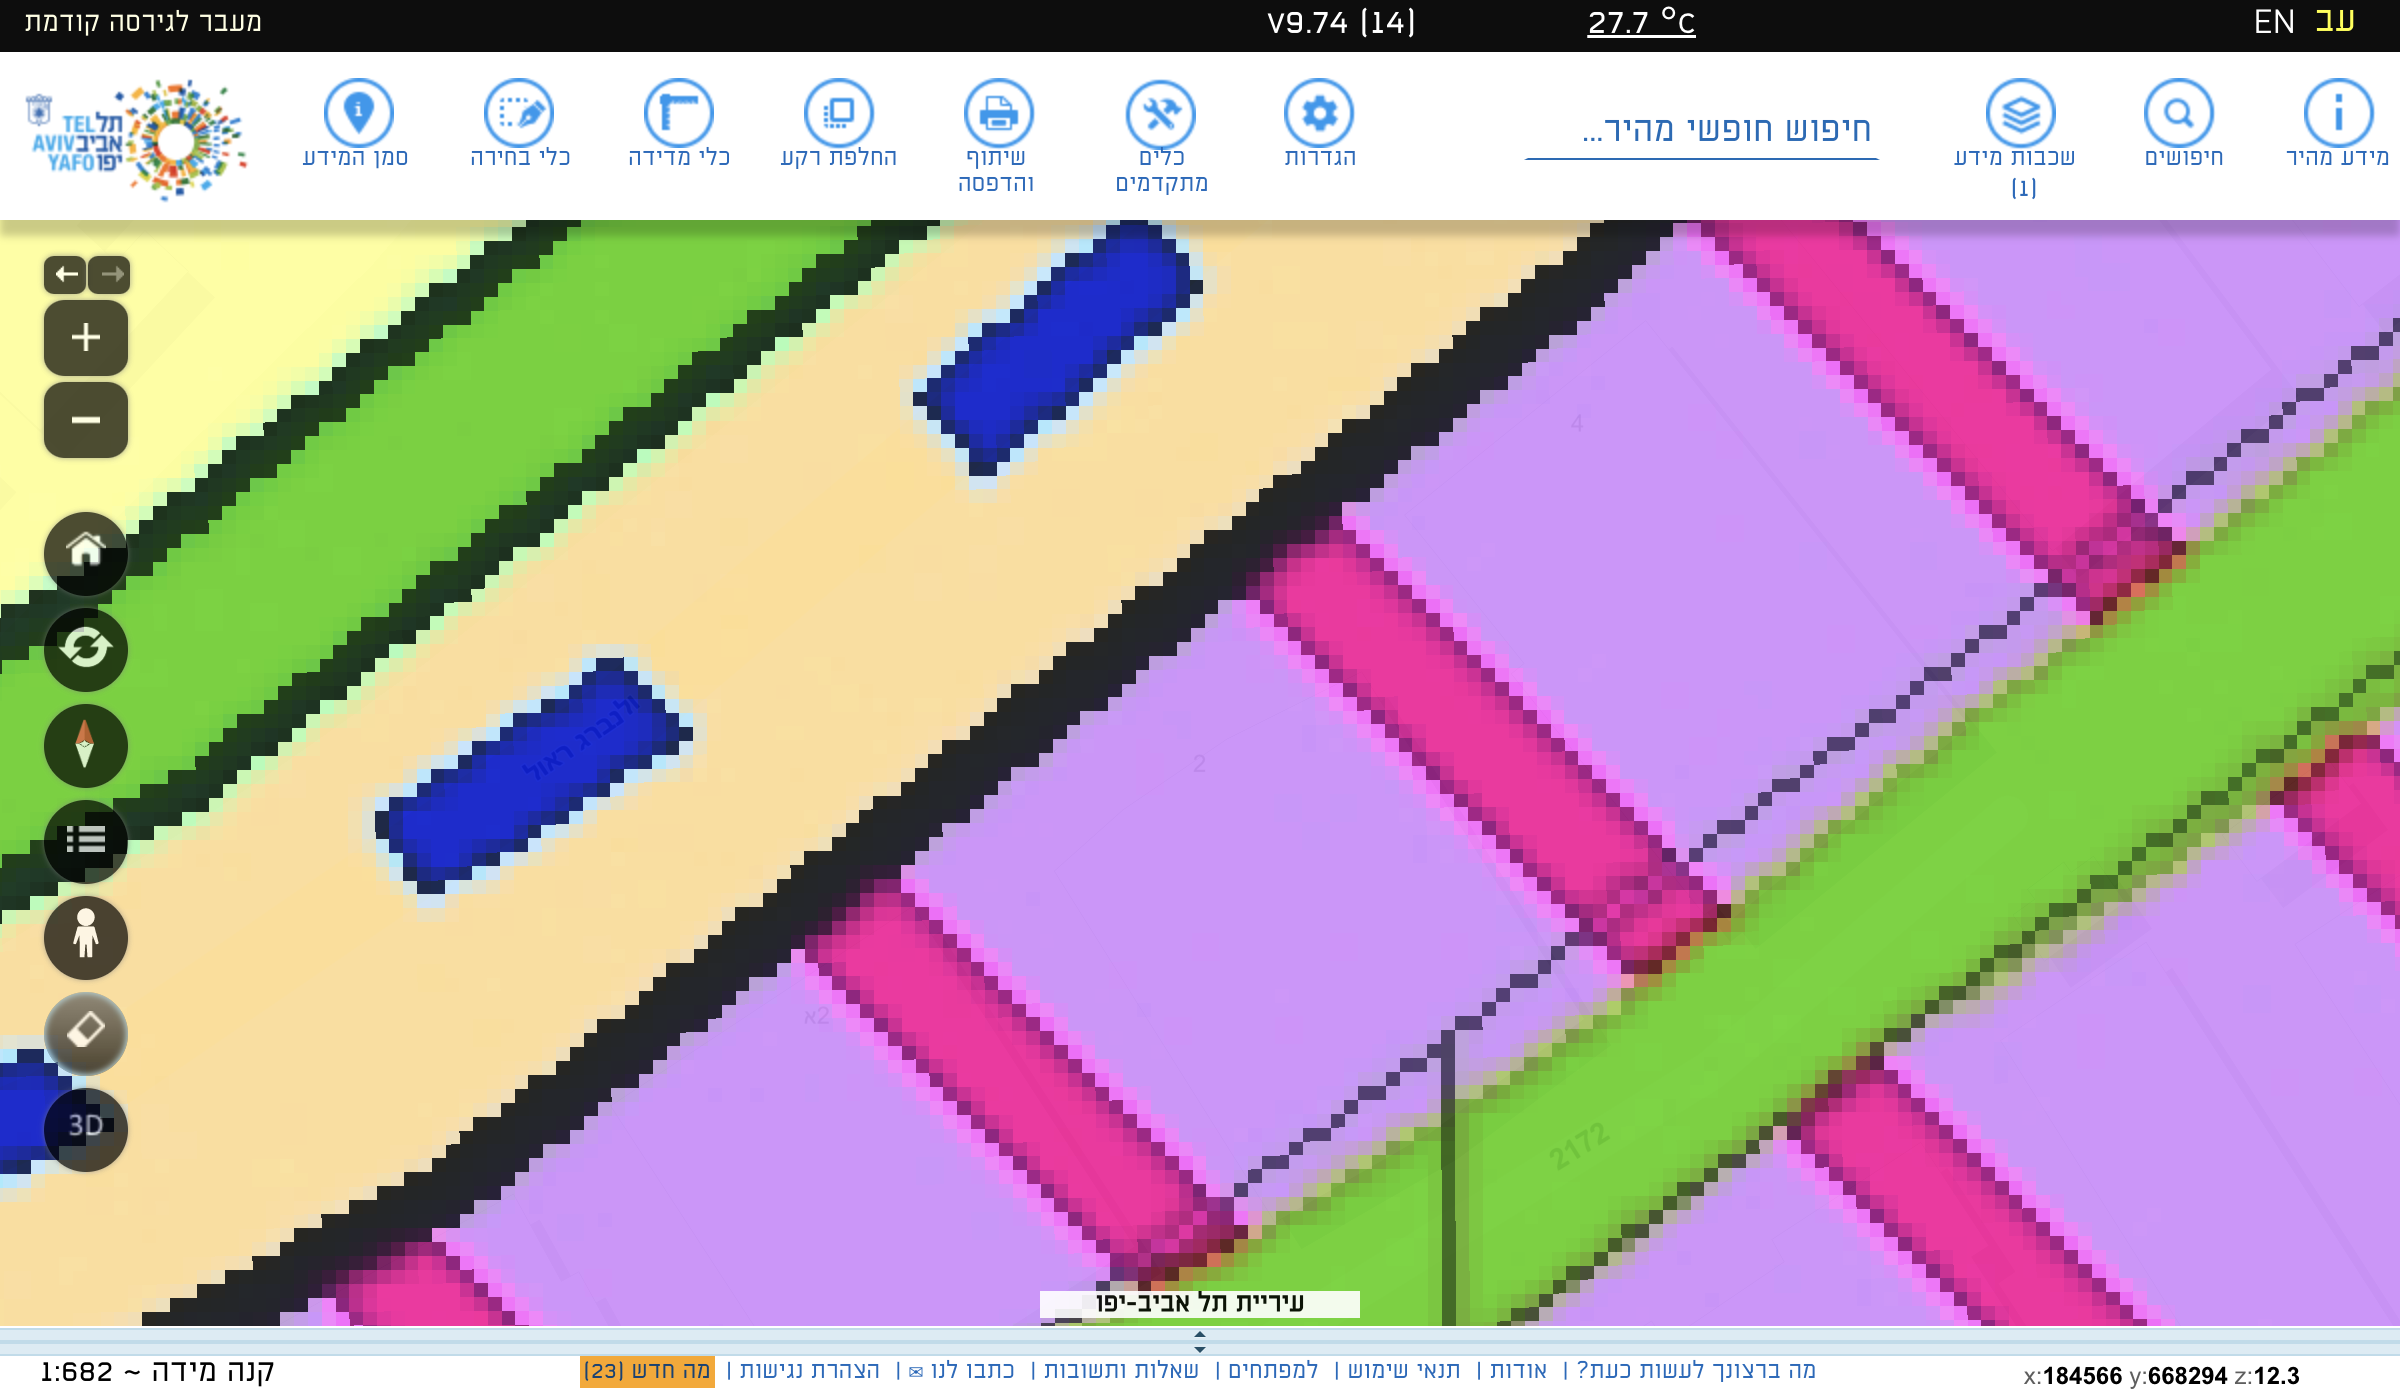 עב EN
27.7 °C
V9.74 (14)
מעבר לגירסה קודמת
מידע מהיר
חיפושים
שכבות מידע
(1)
חיפוש חופשי מהיר...
הגדרות
כלים
מתקדמים
שיתוף
והדפסה
החלפת רקע
כלי מדידה
כלי בחירה
סמן המידע
תל
אביב
יפו
TEL
AVIV
YAFO
4
2
2א
ולנברג ראול
2172
3D
עיריית תל אביב-יפו
מה ברצונך לעשות כעת? | אודות | תנאי שימוש | למפתחים | שאלות ותשובות | כתבו לנו ✉ | הצהרת נגישות | מה חדש (23)
קנה מידה ~ 1:682
x:184566 y:668294 z:12.3